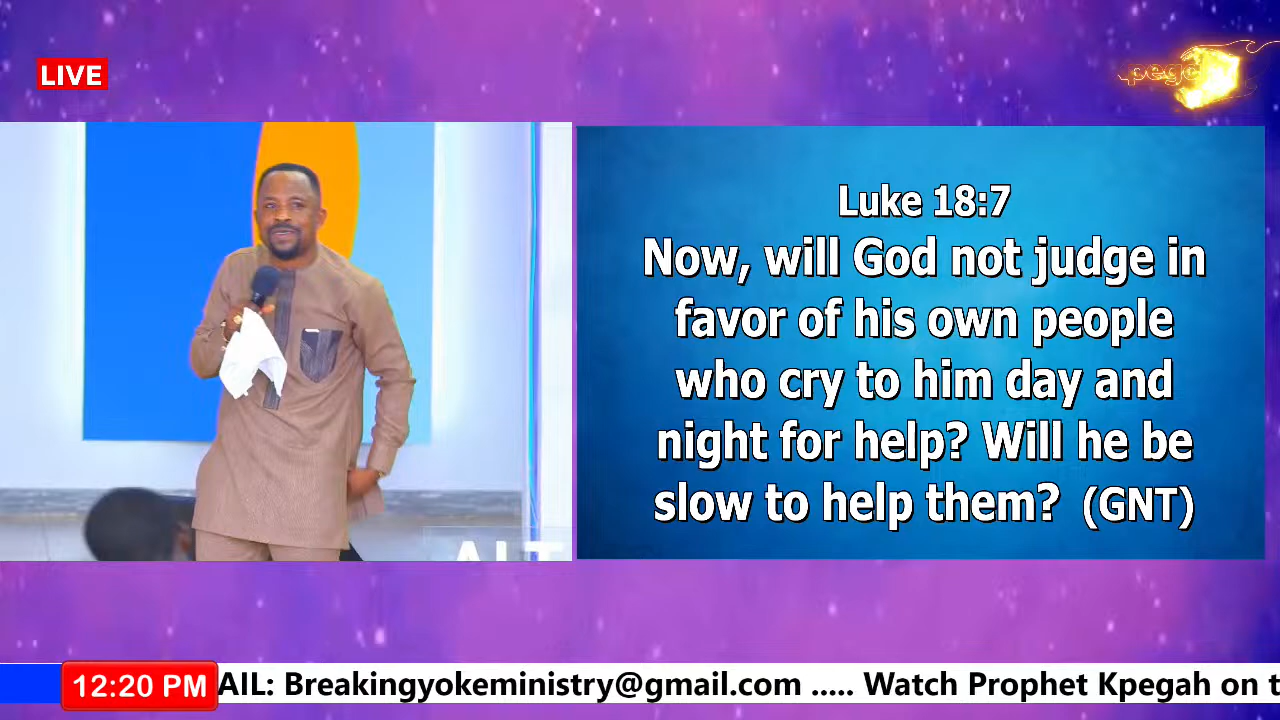 LIVE
Luke 18:7
Now, will God not judge in
favor of his own people
who cry to him day and
night for help? Will he be
slow to help them? (GNT)
12:20 PM
AIL: Breakingyokeministry@gmail.com ..... Watch Prophet Kpegah on t